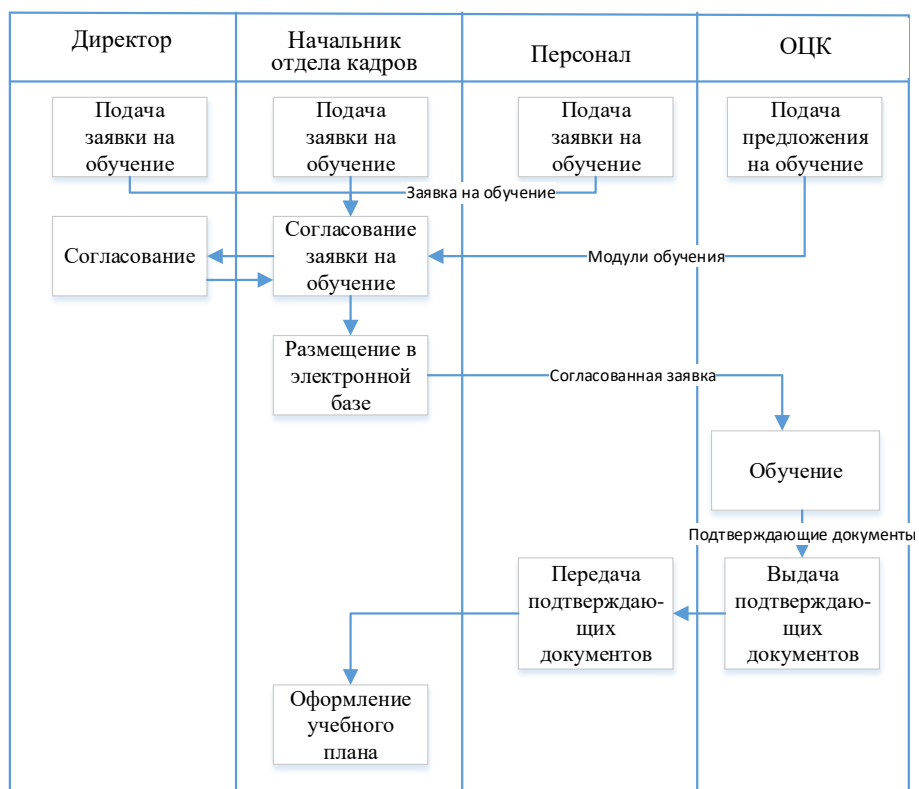 Директор
Начальник
отдела кадров
Персонал
ОЦК
Подача
заявки на
обучение
Подача
заявки на
обучение
Подача
заявки на
обучение
Подача
предложения
на обучение
Заявка на обучение
Согласование
Согласование
заявки на
обучение
Модули обучения
Размещение в
электронной
базе
Согласованная заявка
Обучение
Подтверждающие документы
Передача
подтверждаю-
щих
документов
Выдача
подтверждаю-
щих
документов
Оформление
учебного
плана